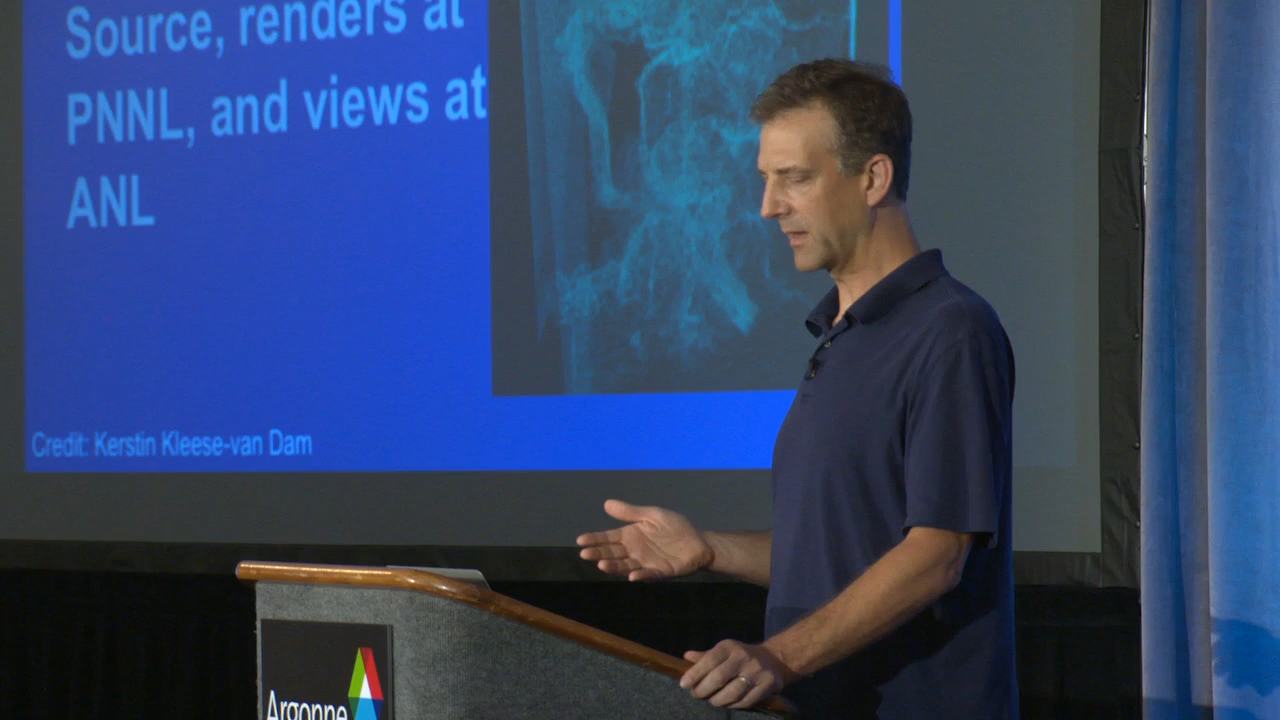 Source, renders at
PNNL, and views at
ANL
Credit: Kerstin Kleese-van Dam
Argonne